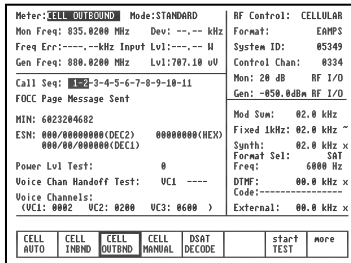 Meter:CELL OUTBOUND Mode:STANDARD
Mon Freq: 835.0200 MHz Dev: --.-- kHz
Freq Err:----,--kHz Input Lvl:---, W
Gen Freq: 880.0200 MHz Lvl:707.10 uV
Call Seq: 1-2-3-4-5-6-7-8-9-10-11
FOCC Page Message Sent
MIN: 6023204682
ESN: 000/00000000(DEC2) 00000000(HEX)
000/00/000000(DEC1)
Power Lvl Test: 0
Voice Chan Handoff Test: VC1 ----
Voice Channels:
(VC1: 0002 VC2: 0200 VC3: 0600 )
RF Control: CELLULAR
Format: EAMPS
System ID: 05349
Control Chan: 0334
Mon: 20 dB RF I/O
Gen: -050.0dBm RF I/O
Mod Sum: 02.0 kHz
Fixed 1kHz: 02.0 kHz ~
Synth: 02.0 kHz x
Format Sel: SAT
Freq: 6000 Hz
DTMF: 00.0 kHz x
Code:----------------
External: 00.0 kHz x
CELL AUTO
CELL INBND
CELL OUTBND
CELL MANUAL
DSAT DECODE
start TEST
more